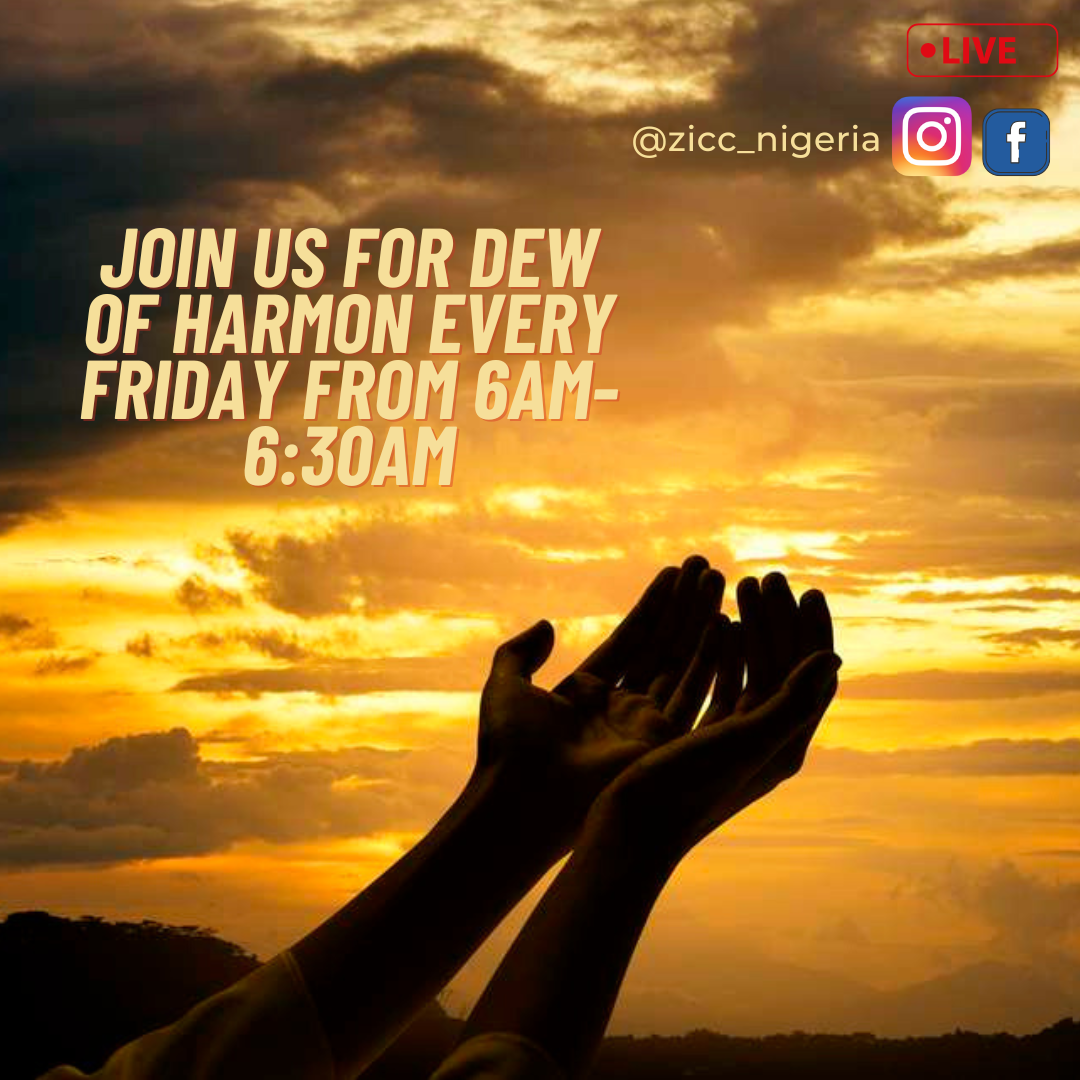 LIVE
@zicc_nigeria
JOIN US FOR DEW
OF HARMON EVERY
FRIDAY FROM 6AM-
6:30AM